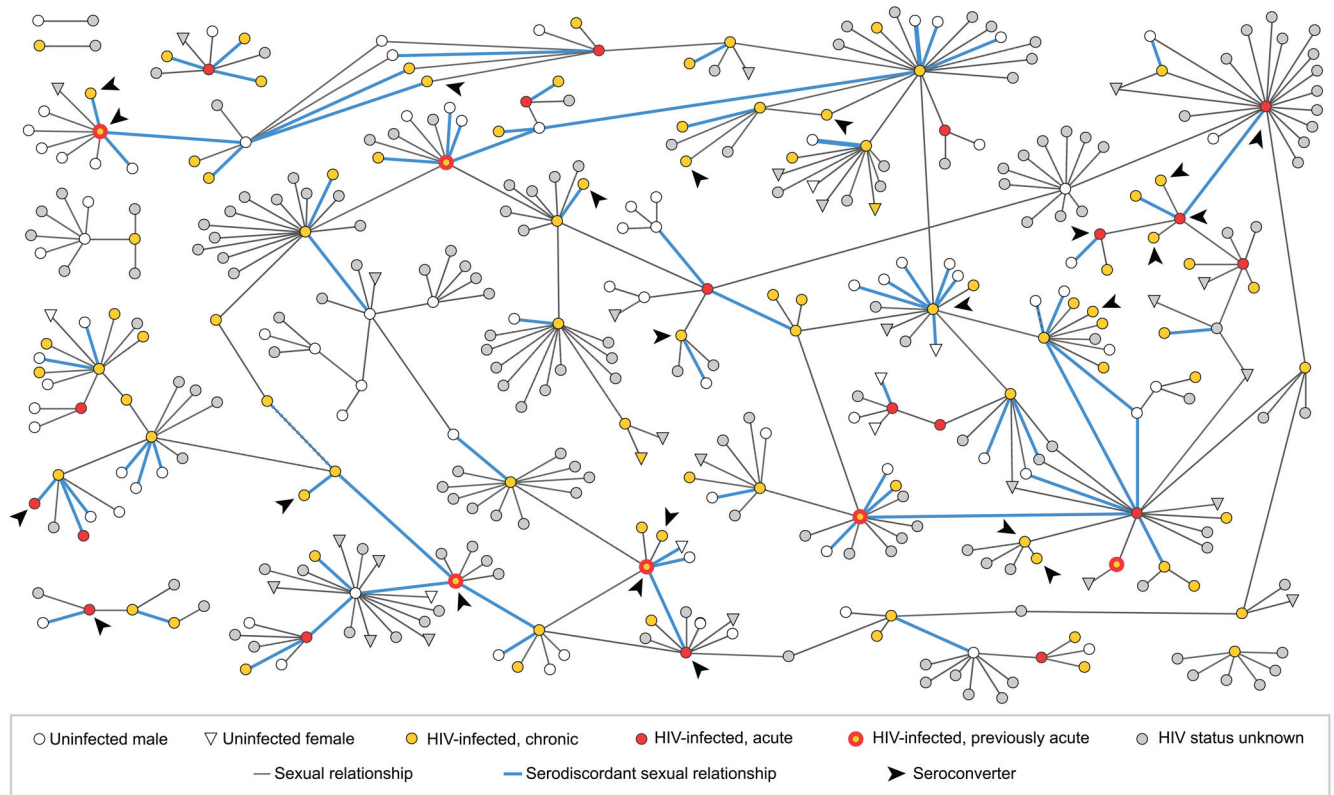 Uninfected male Uninfected female HIV-infected, chronic HIV-infected, acute HIV-infected, previously acute HIV status unknown
Sexual relationship Serodiscordant sexual relationship Seroconverter